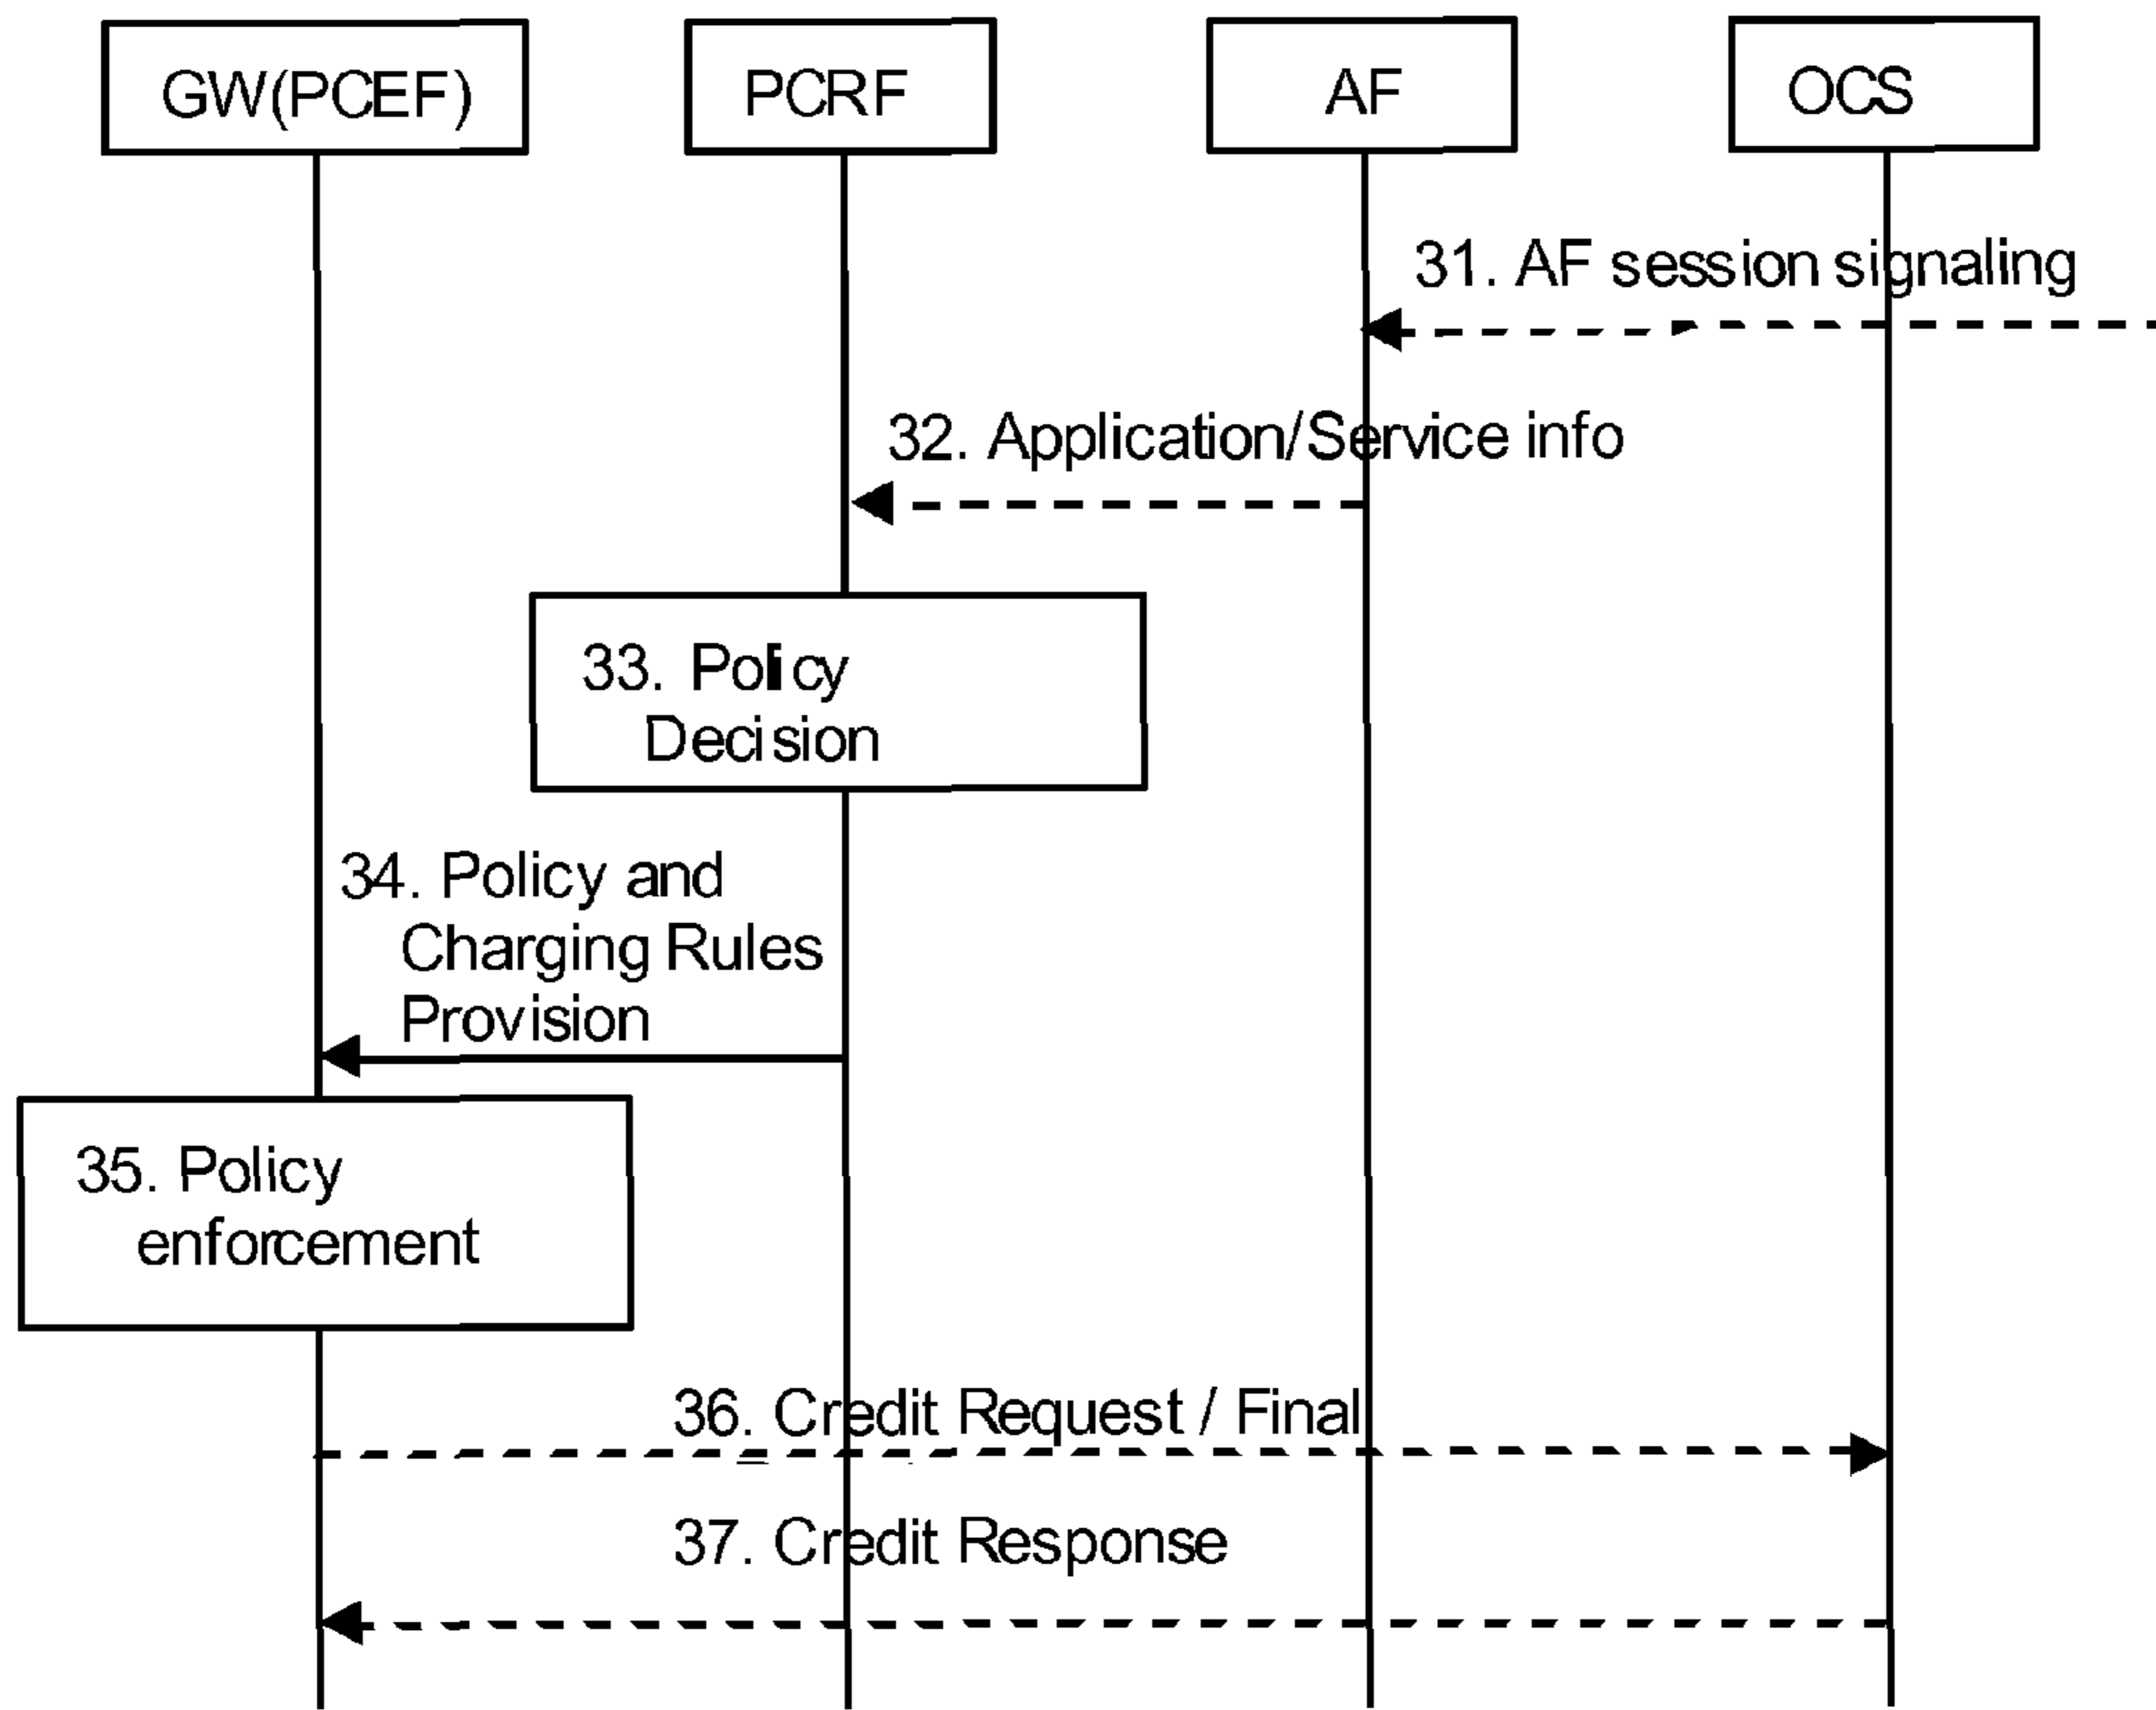 GW(PCEF)
PCRF
AF
OCS
31. AF session signaling
32. Application/Service info
33. Policy
Decision
34. Policy and
Charging Rules
Provision
35. Policy
enforcement
36. Credit Request / Final
37. Credit Response